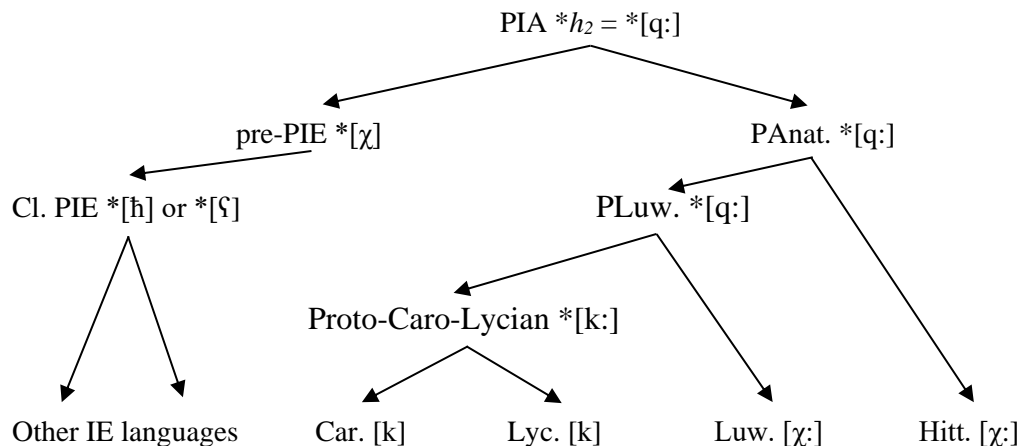 PIA *h₂ = *[q:]
pre-PIE *[χ] PAnat. *[q:]
Cl. PIE *[ħ] or *[ʕ] PLuw. *[q:]
Proto-Caro-Lycian *[k:]
Other IE languages Car. [k] Lyc. [k] Luw. [χ:] Hitt. [χ:]